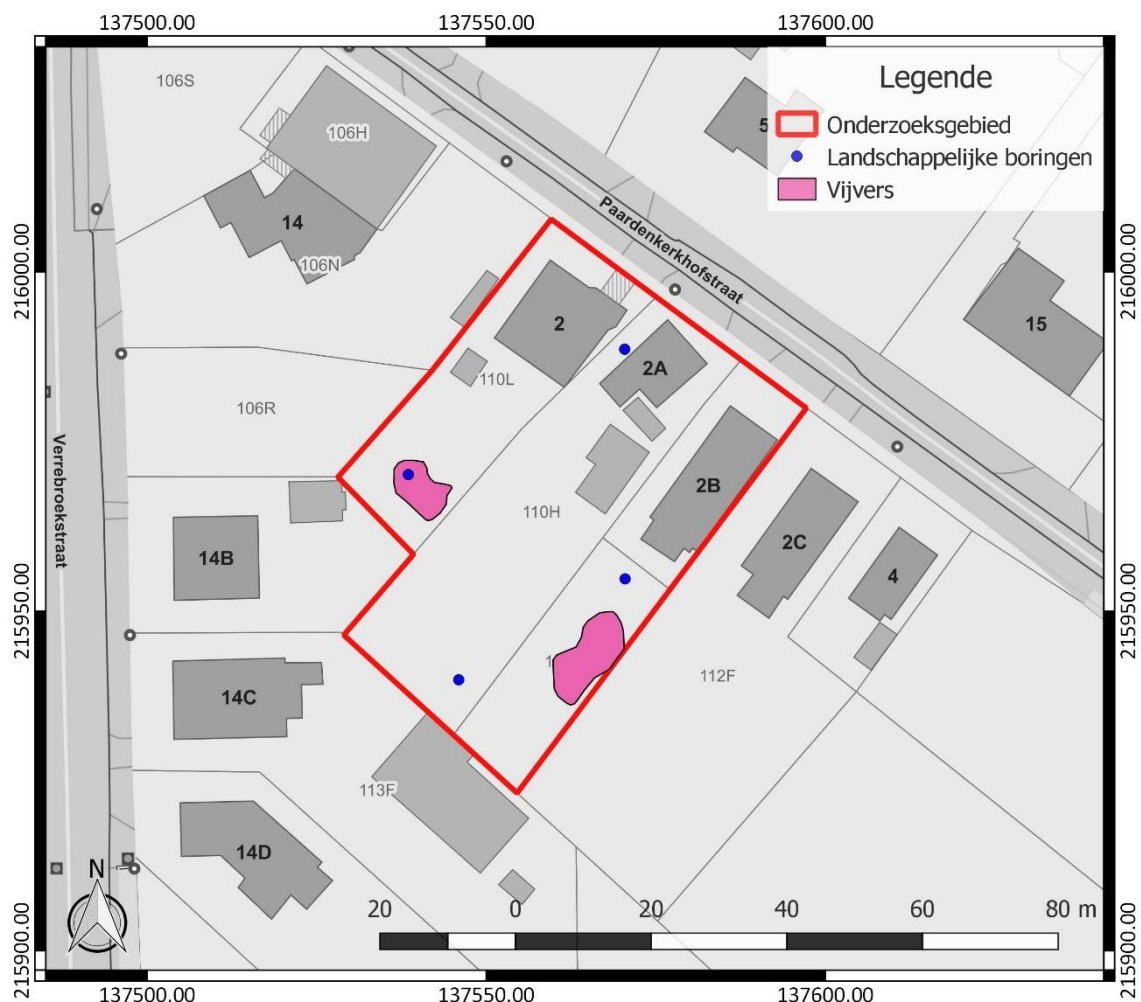 137500.00 137550.00 137600.00
216000.00
215950.00
215900.00
216000.00
215950.00
215900.00
Legende
Onderzoeksgebied
Landschappelijke boringen
Vijvers
106S
106H
14
106N
5
Paardenkerkhofstraat
15
2
2A
110L
106R
Verrebroekstraat
2B
110H
2C
14B
4
14C
112F
113F
14D
N
20 0 20 40 60 80 m
137500.00 137550.00 137600.00